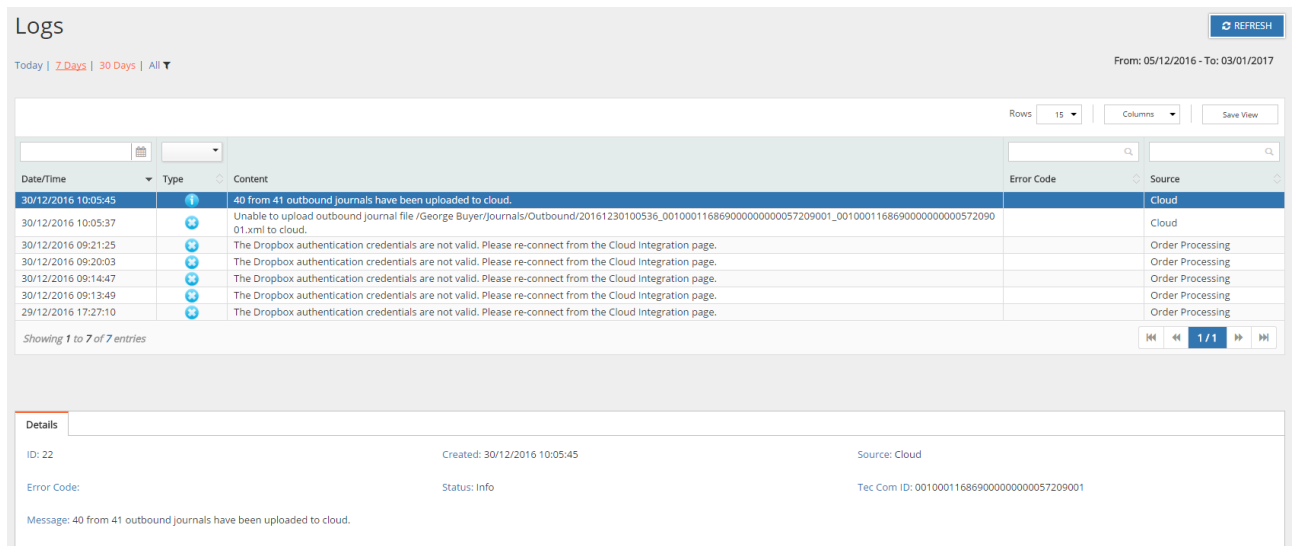 Logs
REFRESH
Today | 7 Days | 30 Days | All
From: 05/12/2016 - To: 03/01/2017
Rows 15 Columns Save View
Date/Time Type Content Error Code Source
30/12/2016 10:05:45 40 from 41 outbound journals have been uploaded to cloud. Cloud
30/12/2016 10:05:37 Unable to upload outbound journal file /George Buyer/Journals/Outbound/20161230100536_001000116869000000000057209001_0010001168690000000000572090
01.xml to cloud. Cloud
30/12/2016 09:21:25 The Dropbox authentication credentials are not valid. Please re-connect from the Cloud Integration page. Order Processing
30/12/2016 09:20:03 The Dropbox authentication credentials are not valid. Please re-connect from the Cloud Integration page. Order Processing
30/12/2016 09:14:47 The Dropbox authentication credentials are not valid. Please re-connect from the Cloud Integration page. Order Processing
30/12/2016 09:13:49 The Dropbox authentication credentials are not valid. Please re-connect from the Cloud Integration page. Order Processing
29/12/2016 17:27:10 The Dropbox authentication credentials are not valid. Please re-connect from the Cloud Integration page. Order Processing
Showing 1 to 7 of 7 entries 1 / 1
Details
ID: 22 Created: 30/12/2016 10:05:45 Source: Cloud
Error Code: Status: Info Tec Com ID: 001000116869000000000057209001
Message: 40 from 41 outbound journals have been uploaded to cloud.